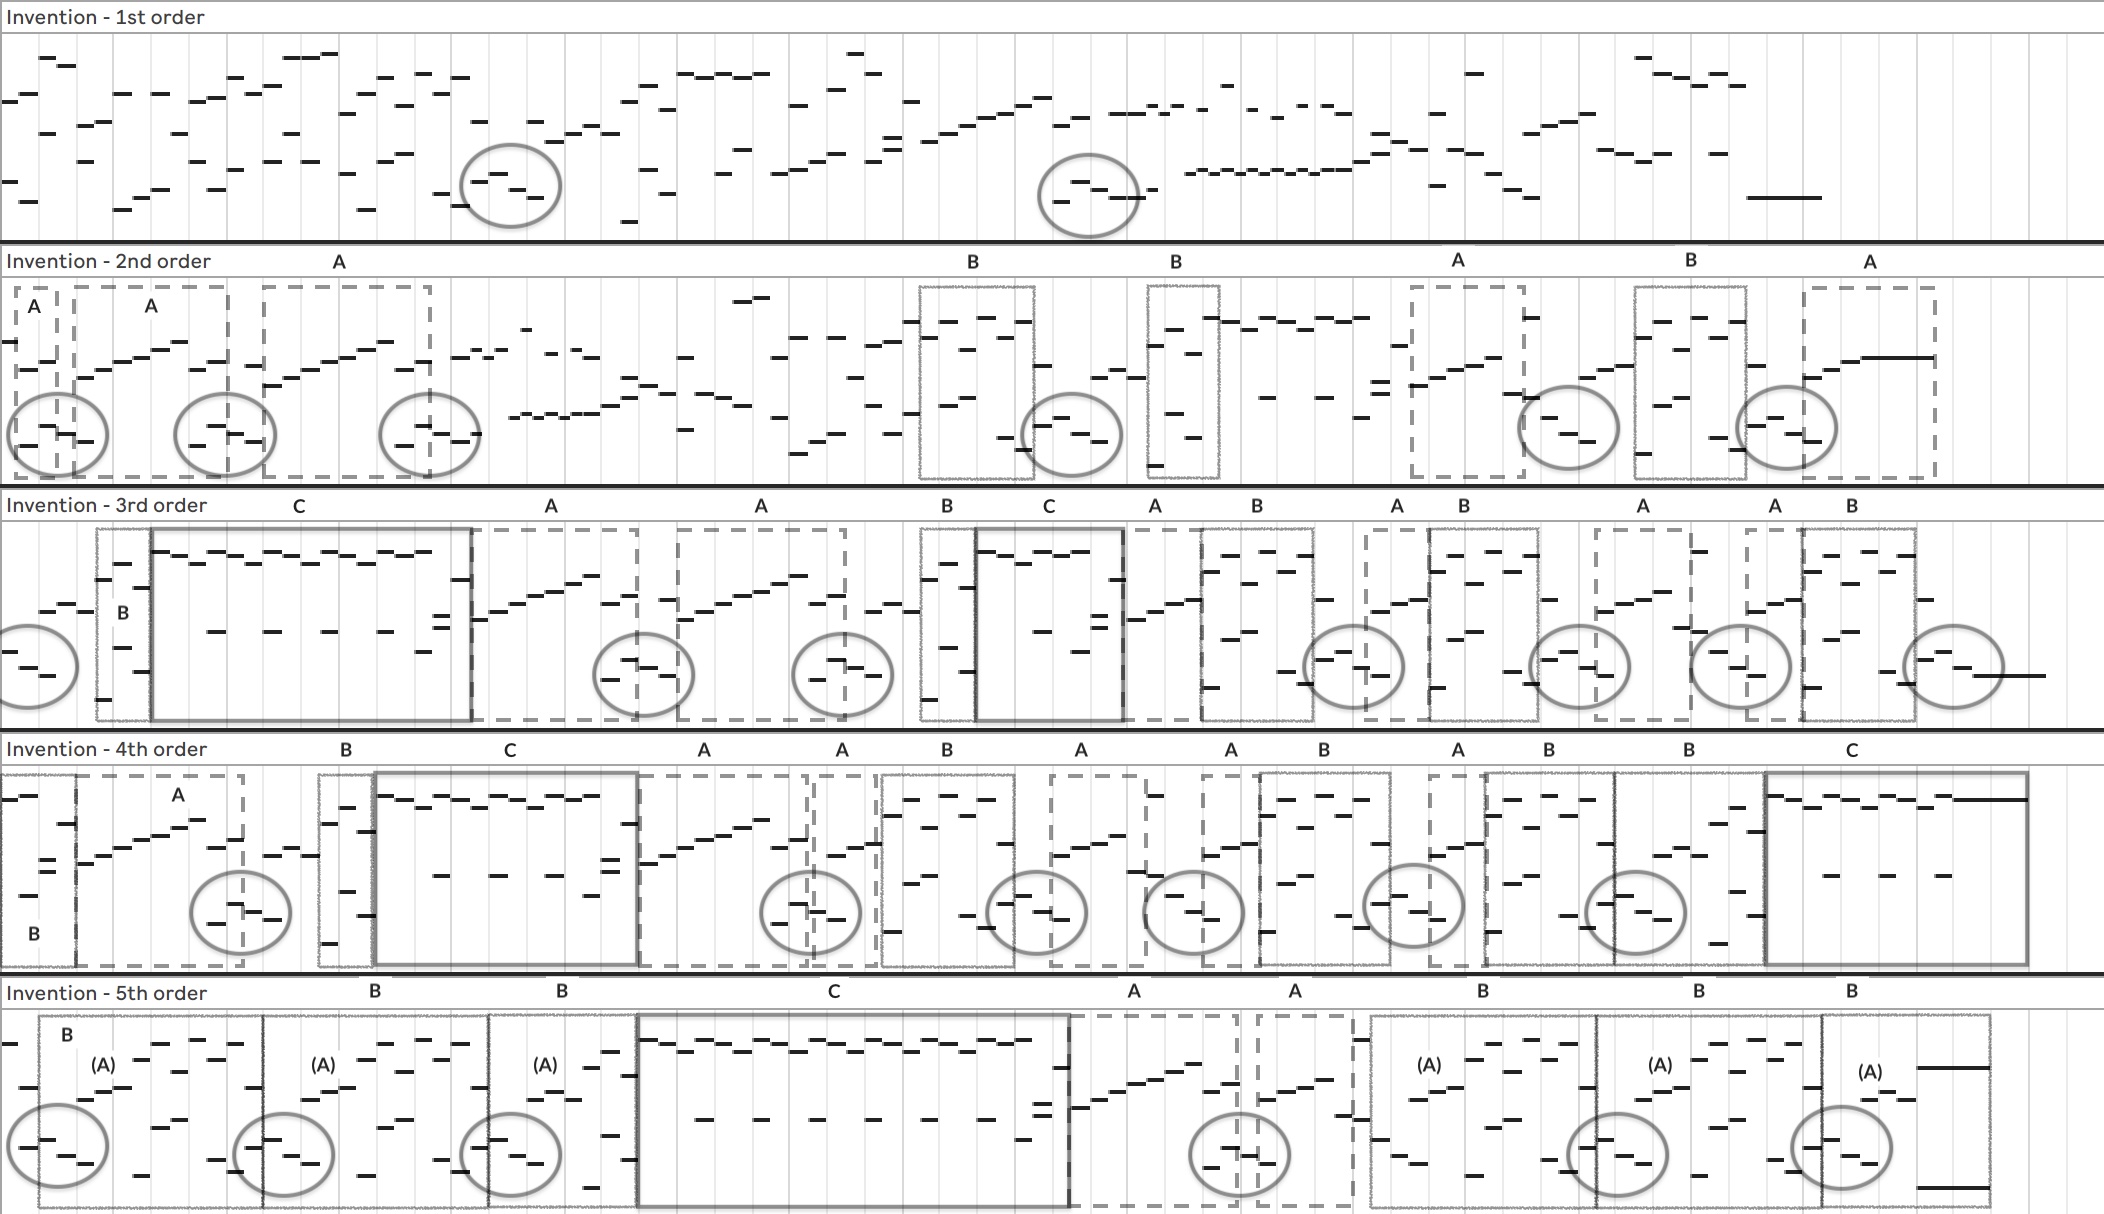 Invention - 1st order
Invention - 2nd order A B B A B A
A A
Invention - 3rd order C A A B C A B A B A A B
B
Invention - 4th order B C A A B A A B A B B C
A
B
Invention - 5th order B B C A A B B B
B
(A) (A) (A) (A) (A) (A)